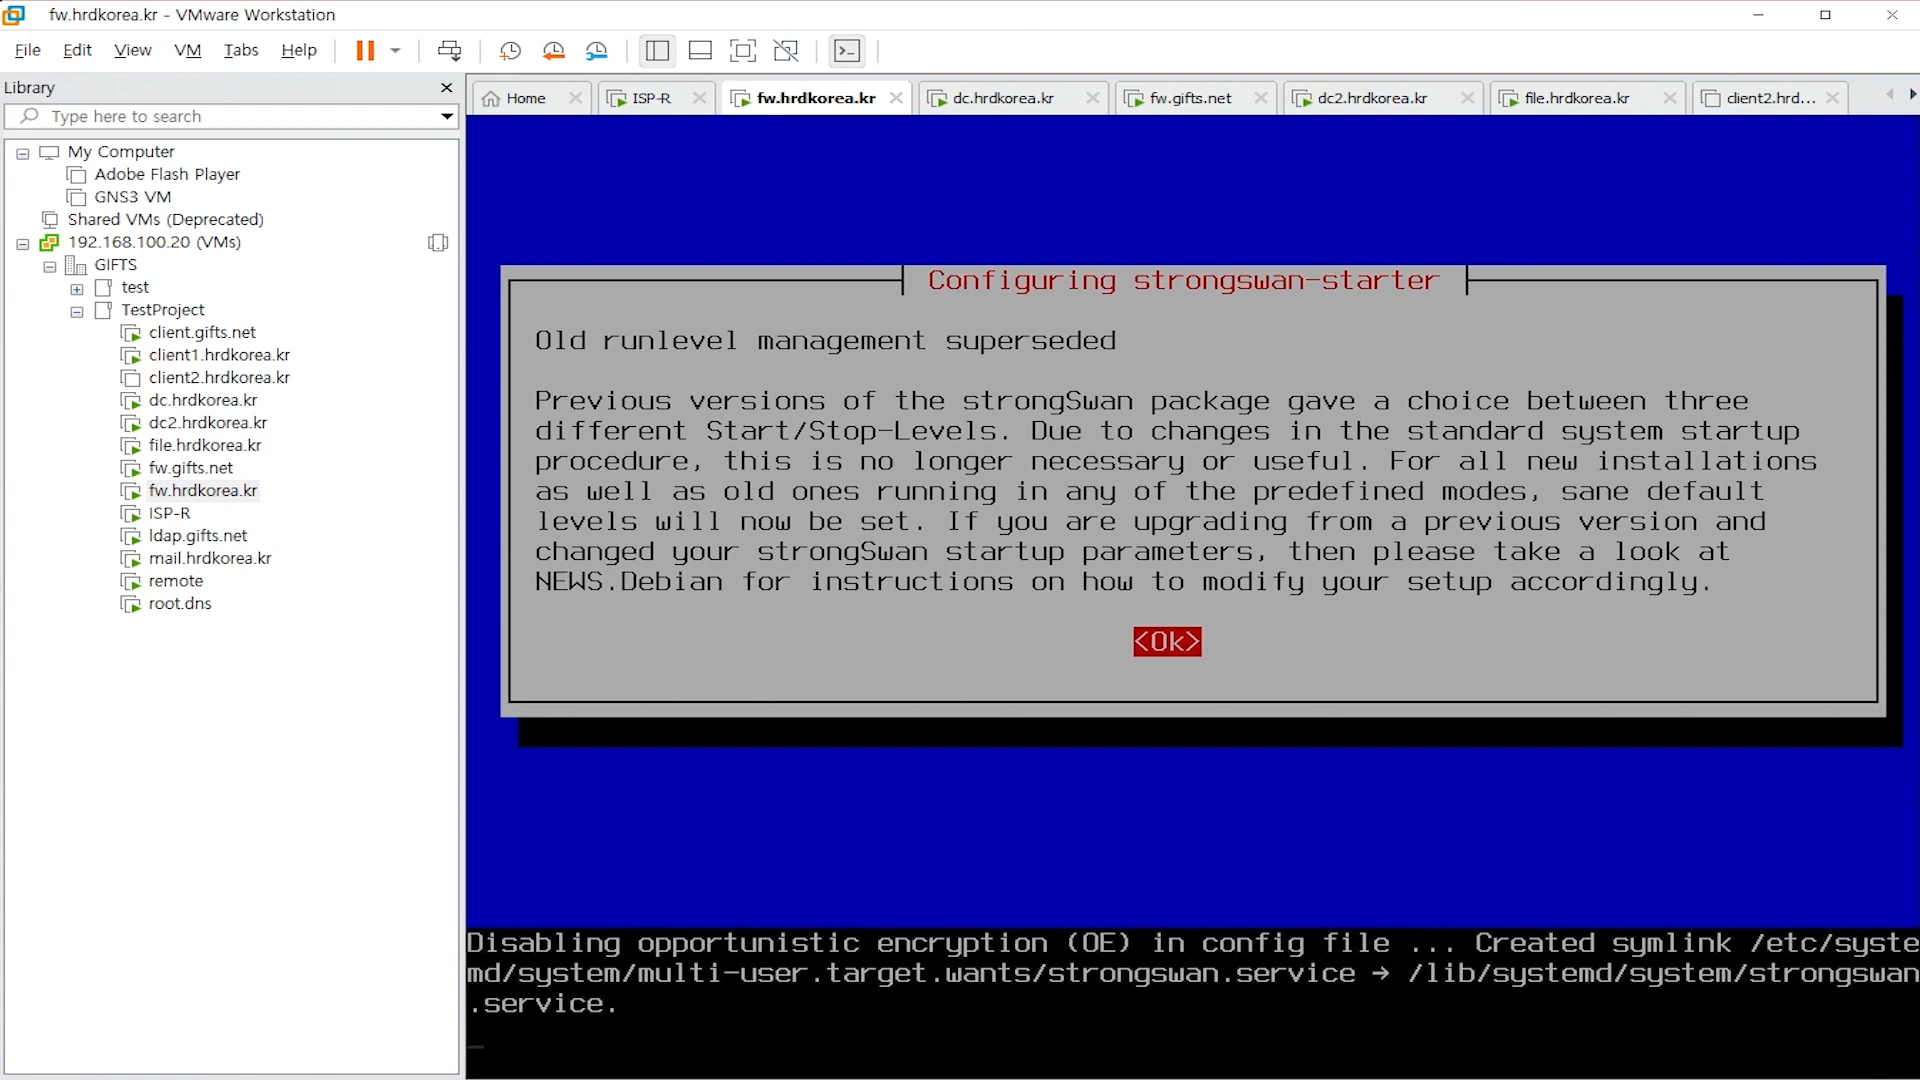 fw.hrdkorea.kr - VMware Workstation
File Edit View VM Tabs Help
Library
Type here to search
My Computer
Adobe Flash Player
GNS3 VM
Shared VMs (Deprecated)
192.168.100.20 (VMs)
GIFTS
test
TestProject
client.gifts.net
client1.hrdkorea.kr
client2.hrdkorea.kr
dc.hrdkorea.kr
dc2.hrdkorea.kr
file.hrdkorea.kr
fw.gifts.net
fw.hrdkorea.kr
ISP-R
ldap.gifts.net
mail.hrdkorea.kr
remote
root.dns
Home ISP-R fw.hrdkorea.kr dc.hrdkorea.kr fw.gifts.net dc2.hrdkorea.kr file.hrdkorea.kr client2.hrd...
Configuring strongswan-starter
Old runlevel management superseded
Previous versions of the strongSwan package gave a choice between three
different Start/Stop-Levels. Due to changes in the standard system startup
procedure, this is no longer necessary or useful. For all new installations
as well as old ones running in any of the predefined modes, sane default
levels will now be set. If you are upgrading from a previous version and
changed your strongSwan startup parameters, then please take a look at
NEWS.Debian for instructions on how to modify your setup accordingly.
<Ok>
Disabling opportunistic encryption (OE) in config file ... Created symlink /etc/syste
md/system/multi-user.target.wants/strongswan.service → /lib/systemd/system/strongswan
.service.